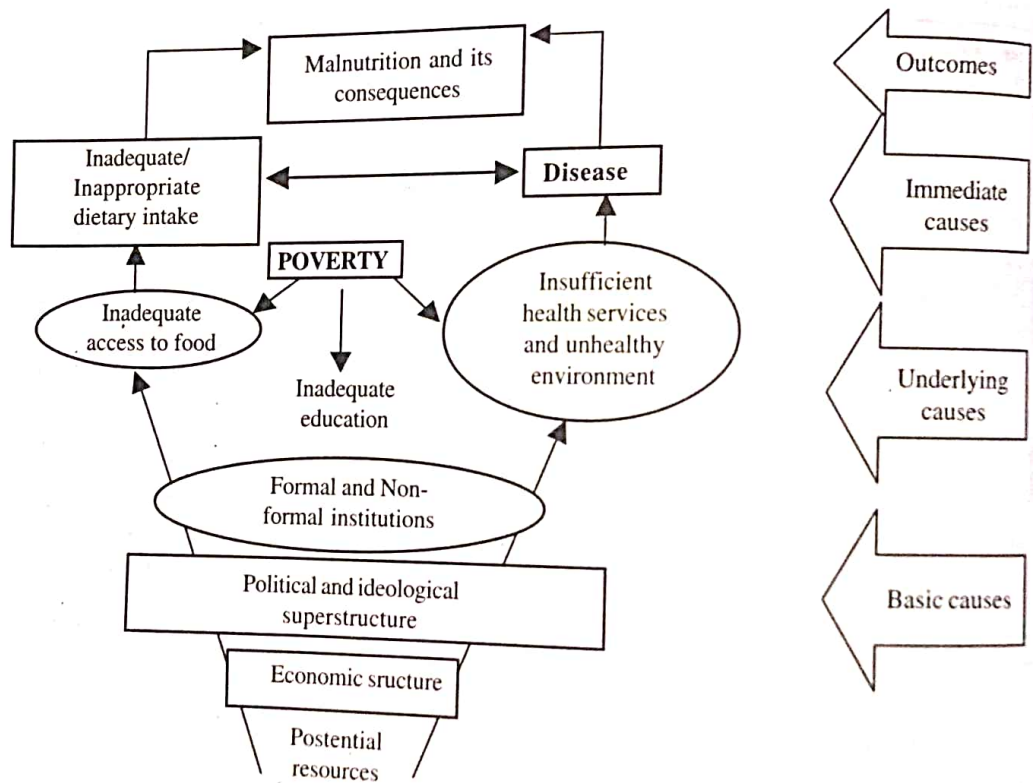 Malnutrition and its
consequences
Outcomes
Inadequate/
Inappropriate
dietary intake
Disease
Immediate
causes
POVERTY
Inadequate
access to food
Insufficient
health services
and unhealthy
environment
Inadequate
education
Underlying
causes
Formal and Non-
formal institutions
Political and ideological
superstructure
Basic causes
Economic sructure
Postential
resources